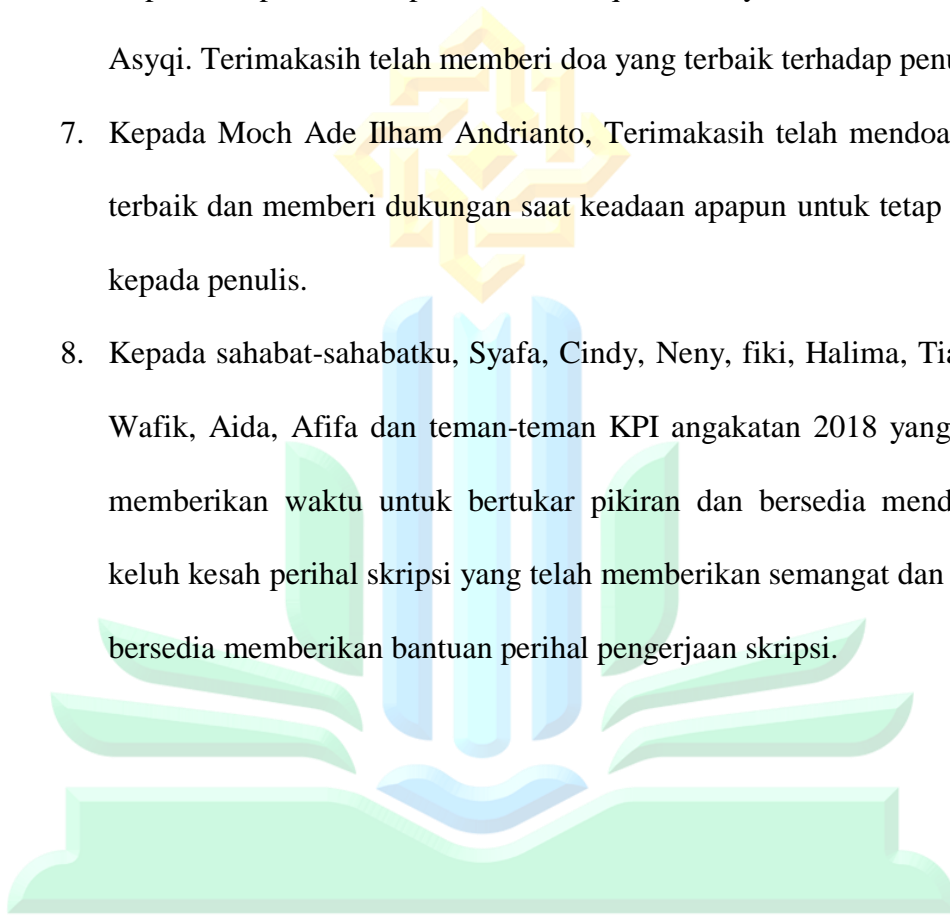 Asyqi. Terimakasih telah memberi doa yang terbaik terhadap
7. Kepada Moch Ade Ilham Andrianto, Terimakasih telah
terbaik dan memberi dukungan saat keadaan apapun untuk tetap
kepada penulis.
8. Kepada sahabat-sahabatku, Syafa, Cindy, Neny, fiki, Halima,
Wafik, Aida, Afifa dan teman-teman KPI angakatan 2018 yang
memberikan waktu untuk bertukar pikiran dan bersedia
keluh kesah perihal skripsi yang telah memberikan semangat dan
bersedia memberikan bantuan perihal pengerjaan skripsi.